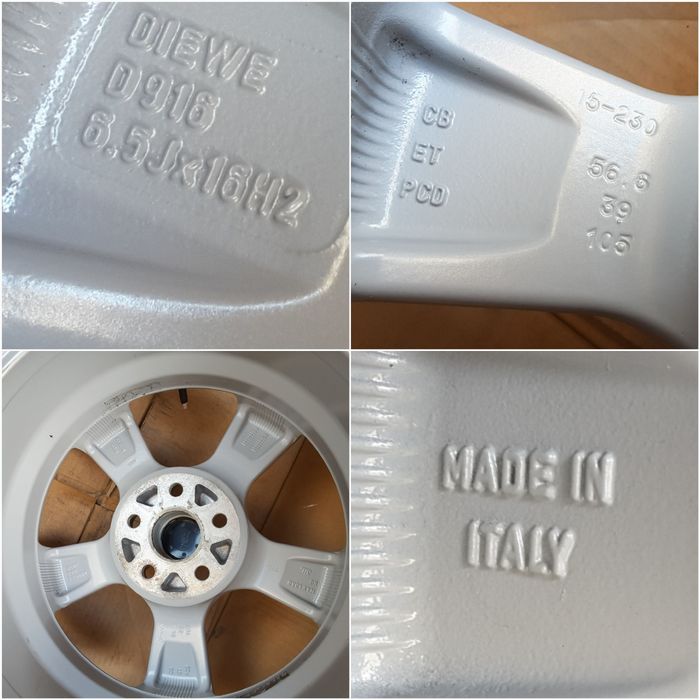 DIEWE
D916
6.5Jx16H2
15-230
CB 56.6
ET 39
PCD 105
MADE IN
ITALY